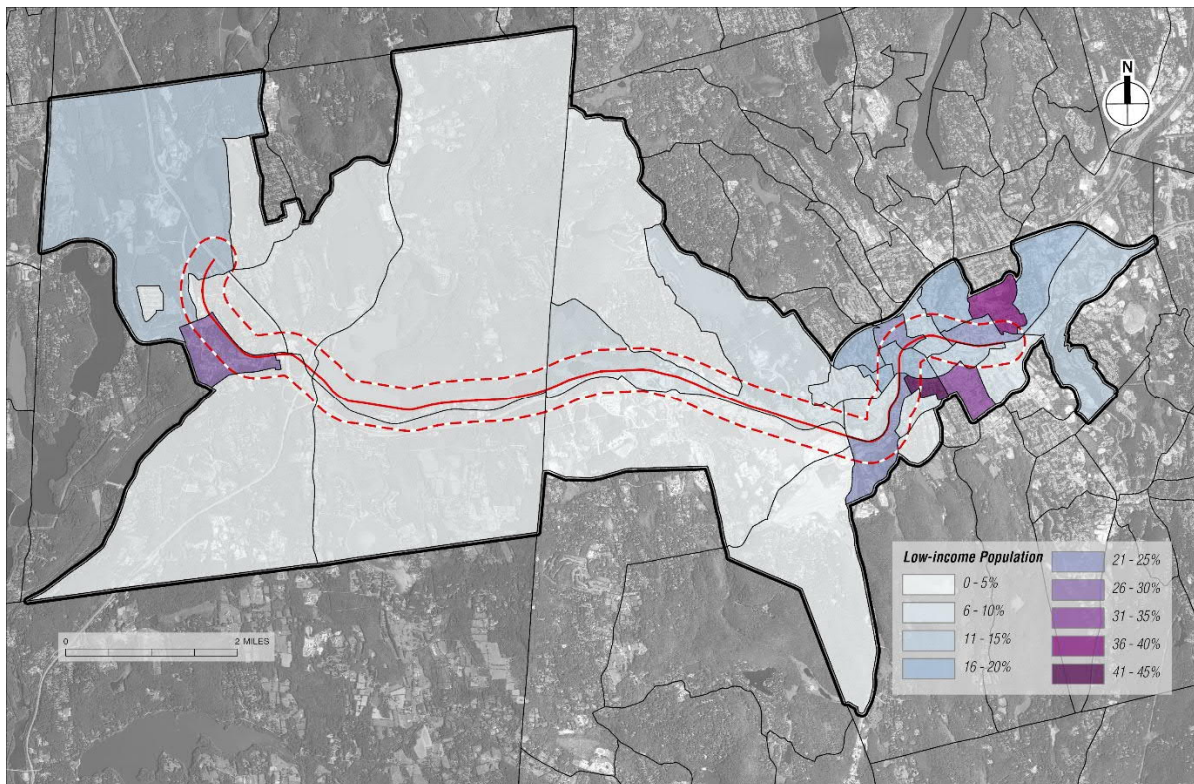 N
Low-income Population
0 - 5%
6 - 10%
11 - 15%
16 - 20%
21 - 25%
26 - 30%
31 - 35%
36 - 40%
41 - 45%
0 2 MILES